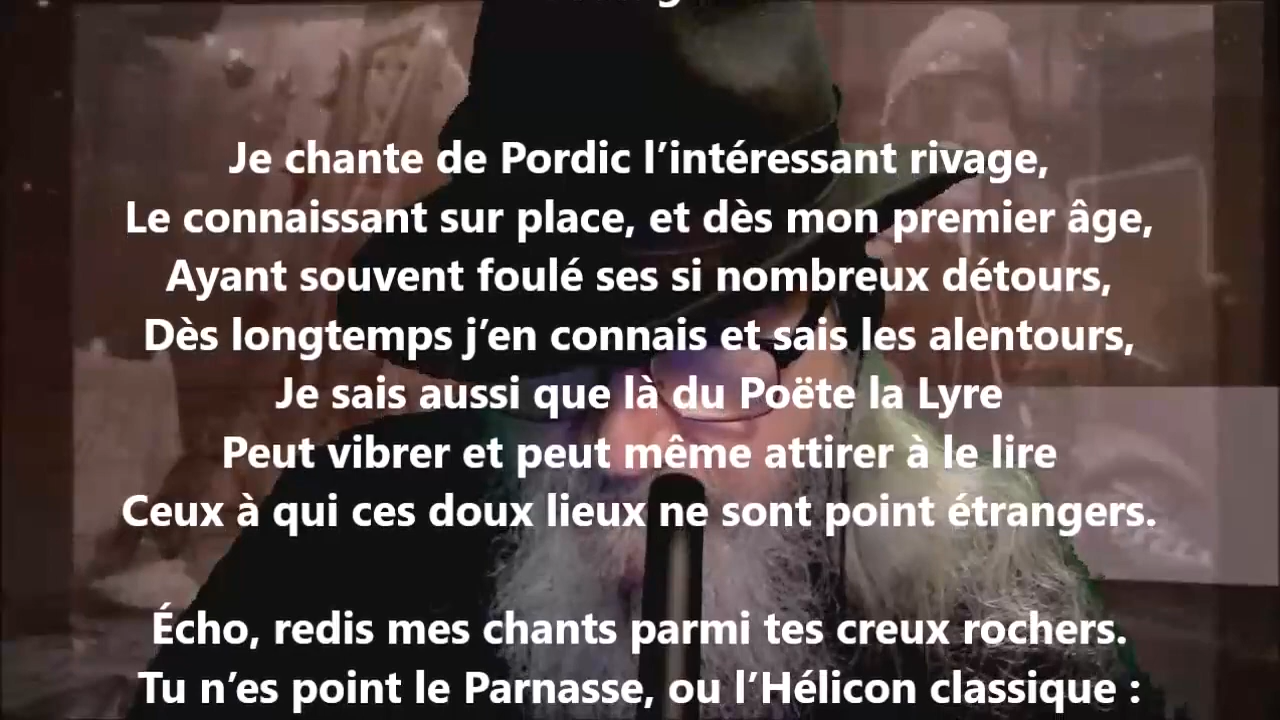 Je chante de Pordic l’intéressant rivage,
Le connaissant sur place, et dès mon premier âge,
Ayant souvent foulé ses si nombreux détours,
Dès longtemps j’en connais et sais les alentours,
Je sais aussi que là du Poëte la Lyre
Peut vibrer et peut même attirer à le lire
Ceux à qui ces doux lieux ne sont point étrangers.
Écho, redis mes chants parmi tes creux rochers.
Tu n’es point le Parnasse, ou l’Hélicon classique :